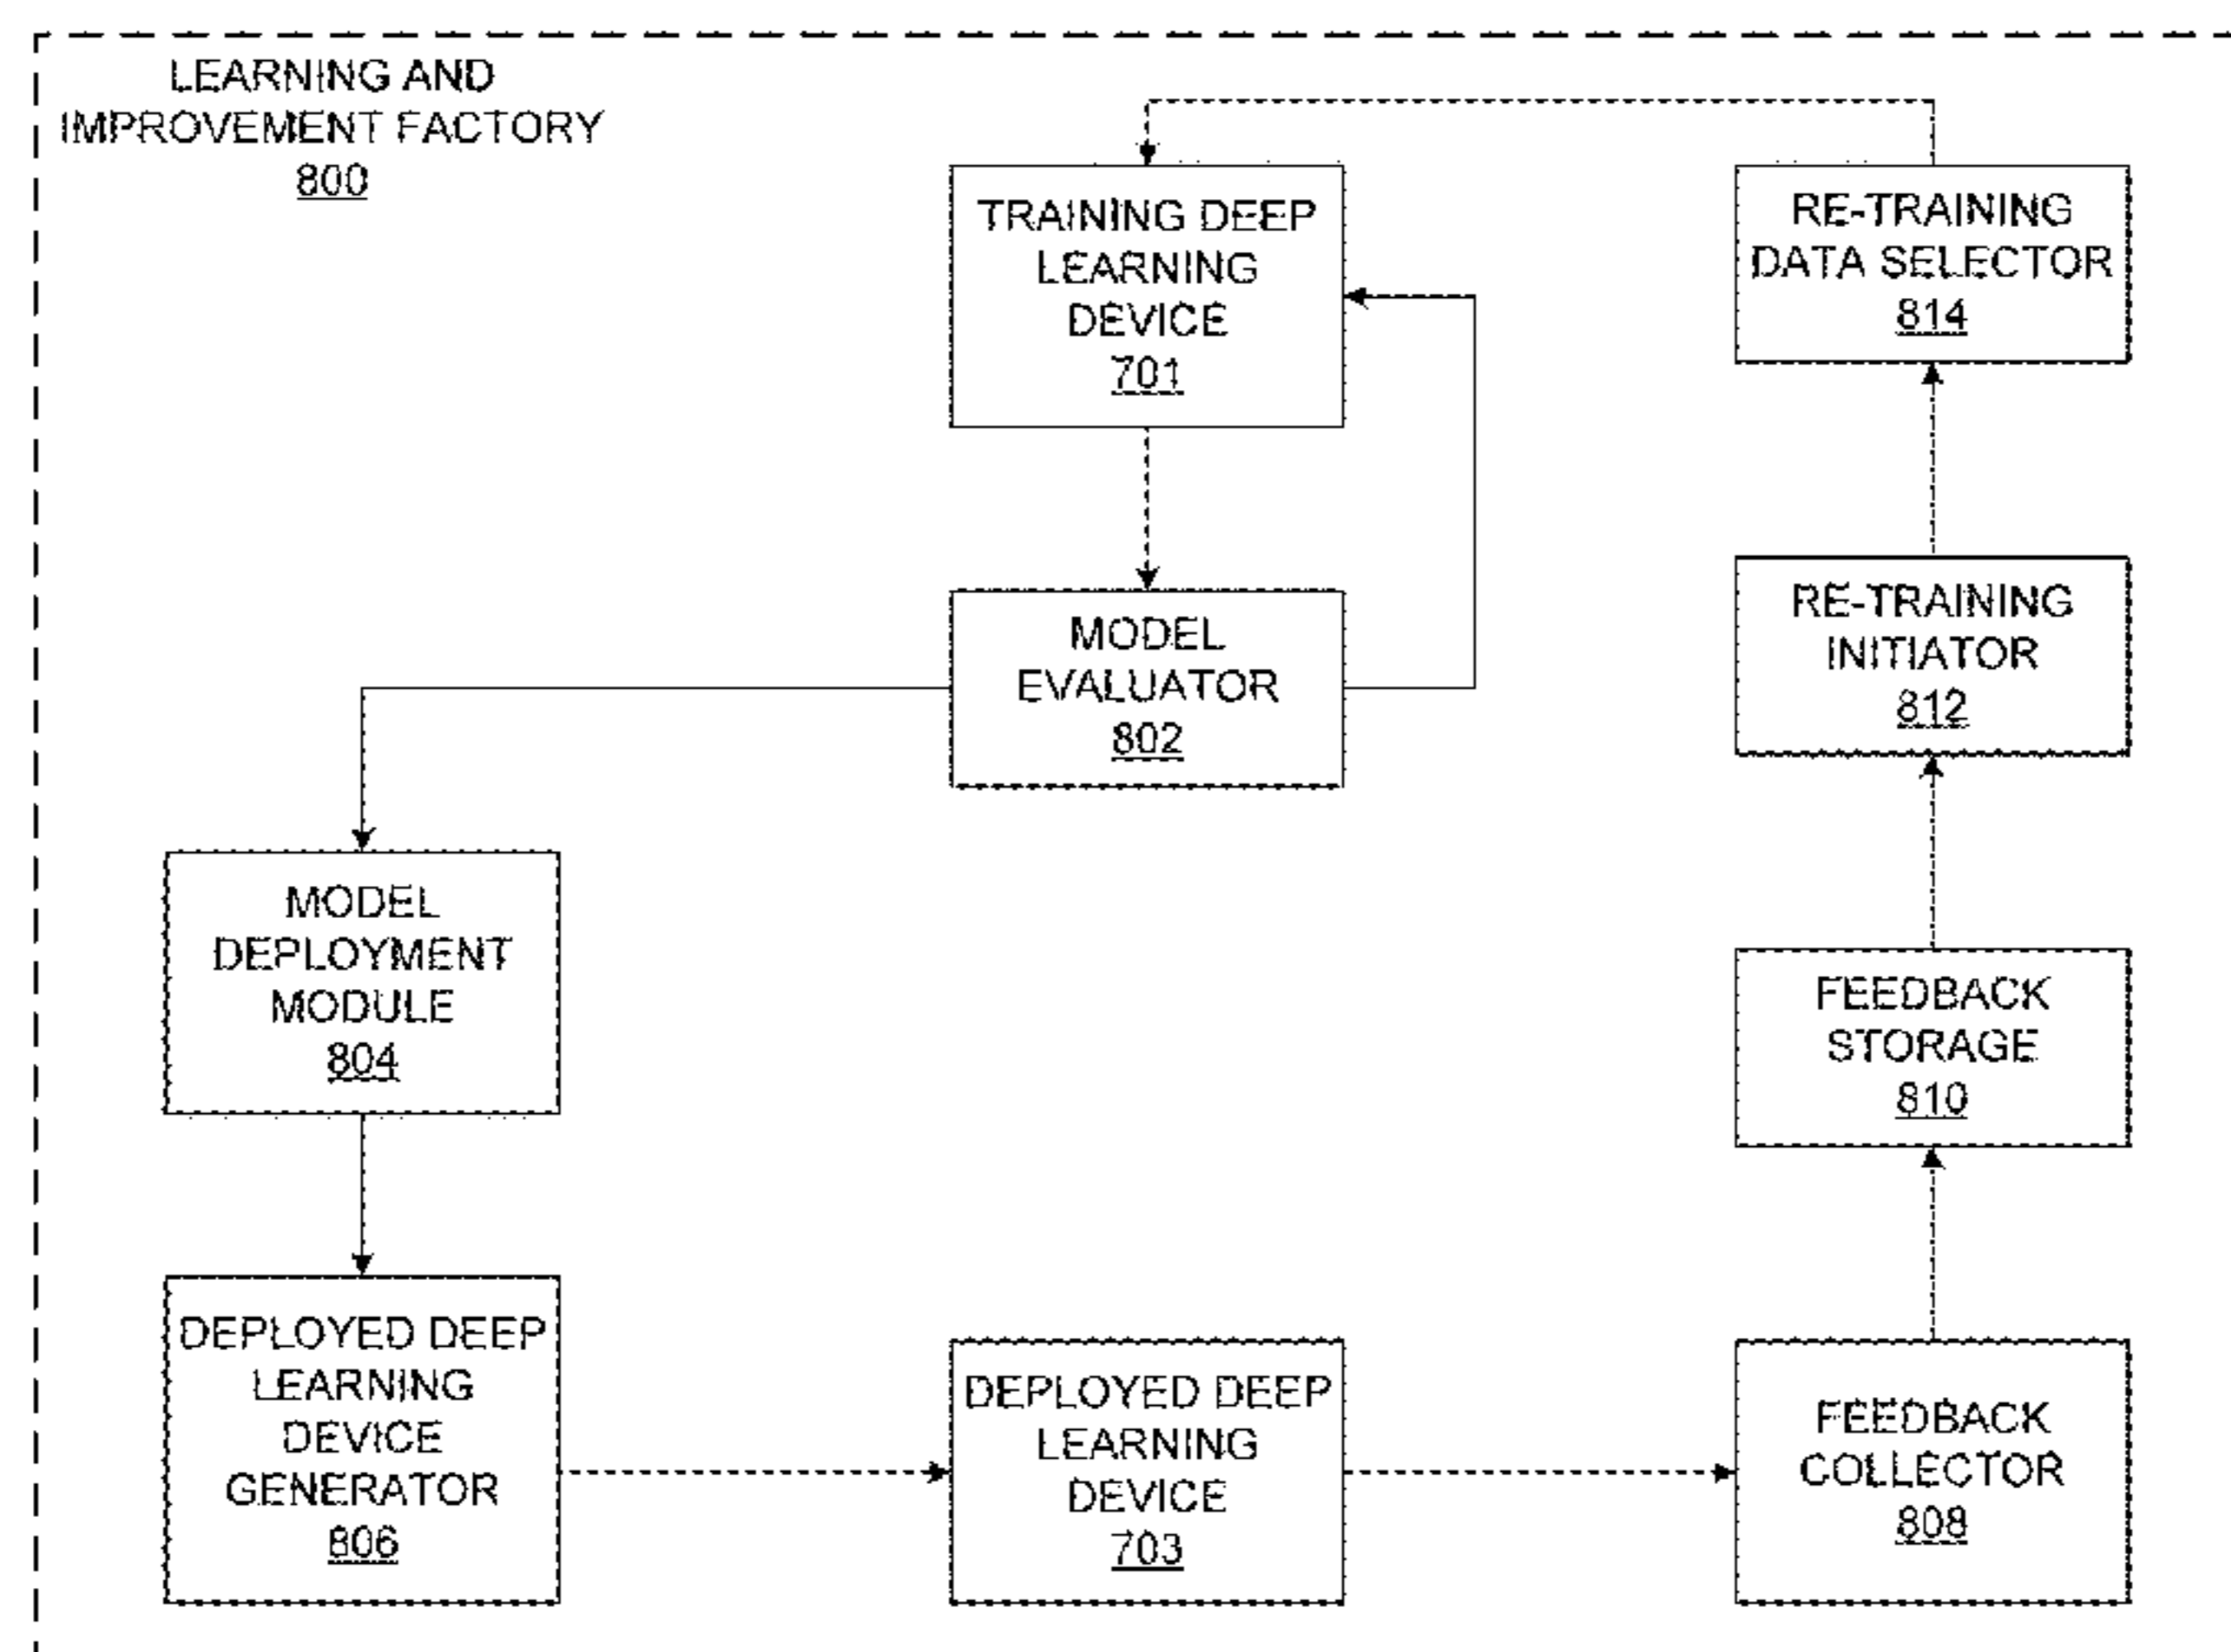 LEARNING AND
IMPROVEMENT FACTORY
800
TRAINING DEEP
LEARNING
DEVICE
701
RE-TRAINING
DATA SELECTOR
814
MODEL
EVALUATOR
802
RE-TRAINING
INITIATOR
812
MODEL
DEPLOYMENT
MODULE
804
FEEDBACK
STORAGE
810
DEPLOYED DEEP
LEARNING
DEVICE
GENERATOR
806
DEPLOYED DEEP
LEARNING
DEVICE
703
FEEDBACK
COLLECTOR
808